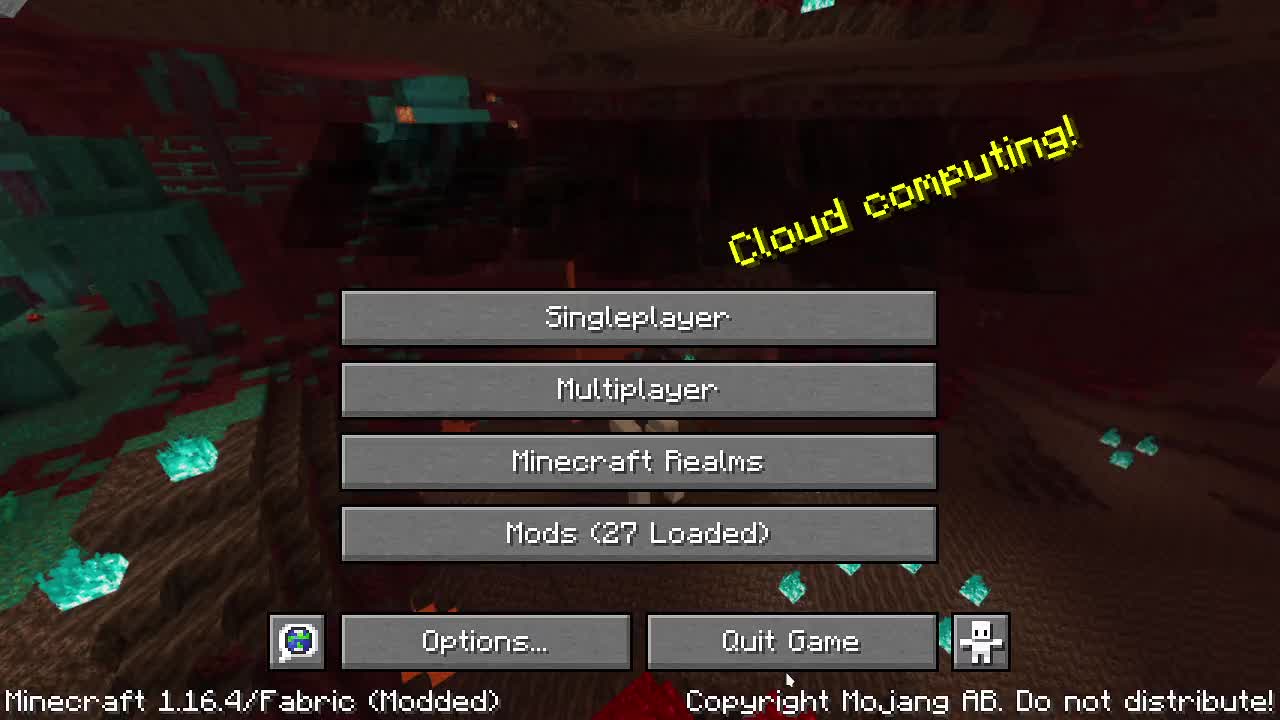 Cloud computing!
Singleplayer
Multiplayer
Minecraft Realms
Mods (27 Loaded)
Options...
Quit Game
Minecraft 1.16.4/Fabric (Modded)
Copyright Mojang AB. Do not distribute!